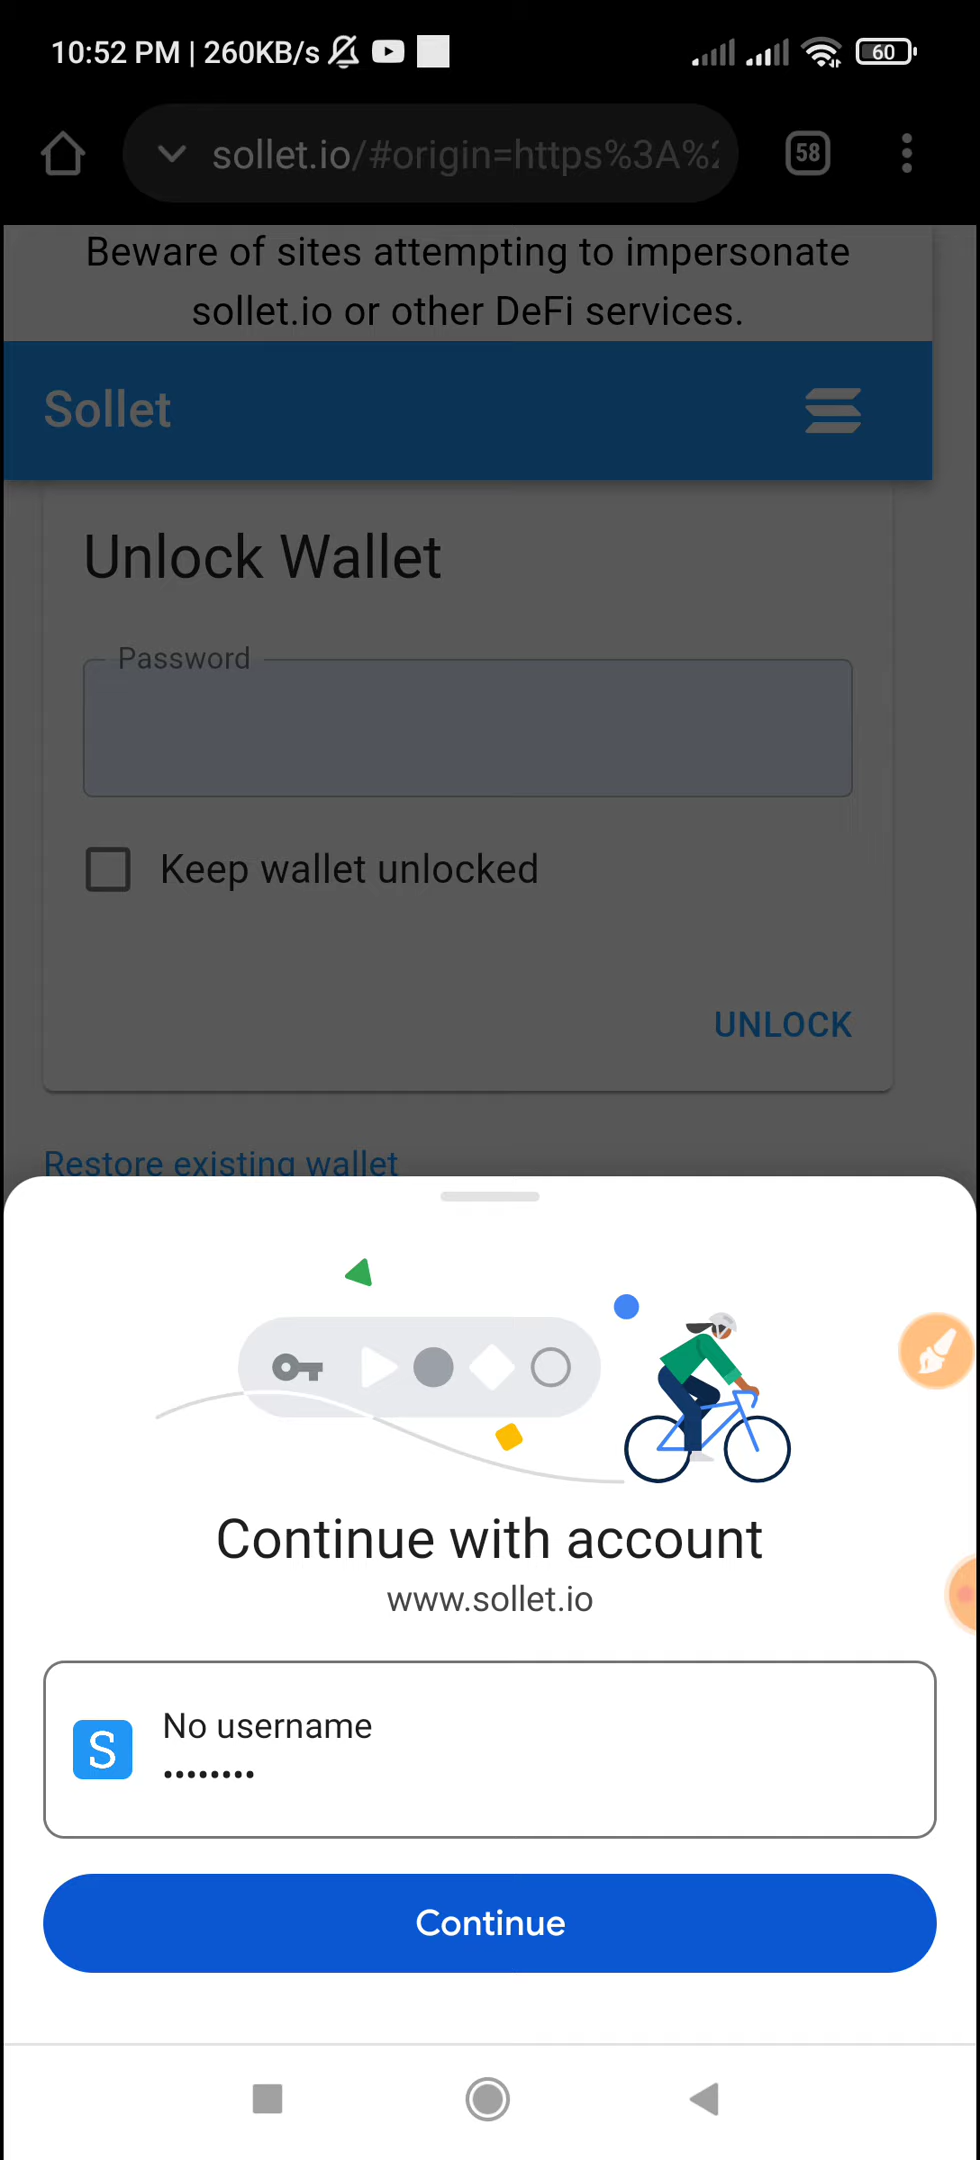 10:52 PM | 260KB/s
60
sollet.io/#origin=https%3A%2
58
Beware of sites attempting to impersonate
sollet.io or other DeFi services.
Sollet
Unlock Wallet
Password
Keep wallet unlocked
UNLOCK
Restore existing wallet
Continue with account
www.sollet.io
S
No username
••••••••
Continue